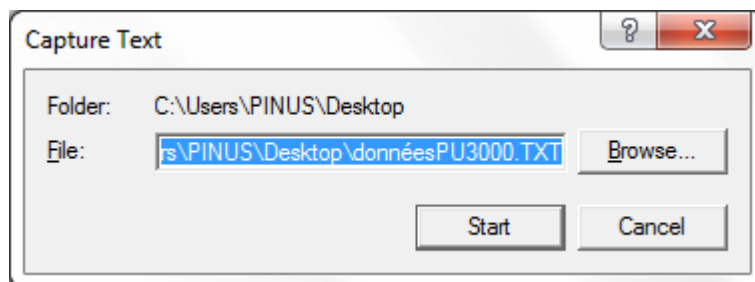 Capture Text
Folder: C:\Users\PINUS\Desktop
File: rs\PINUS\Desktop\donnéesPU3000.TXT Browse...
Start Cancel